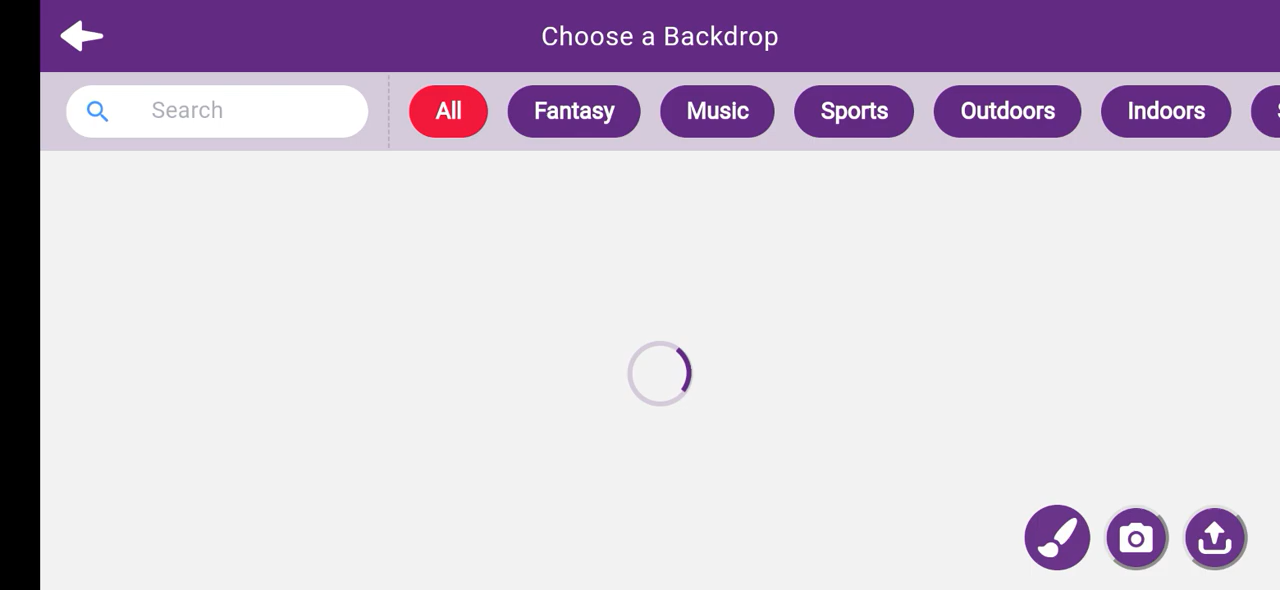 Choose a Backdrop
Search
All
Fantasy
Music
Sports
Outdoors
Indoors